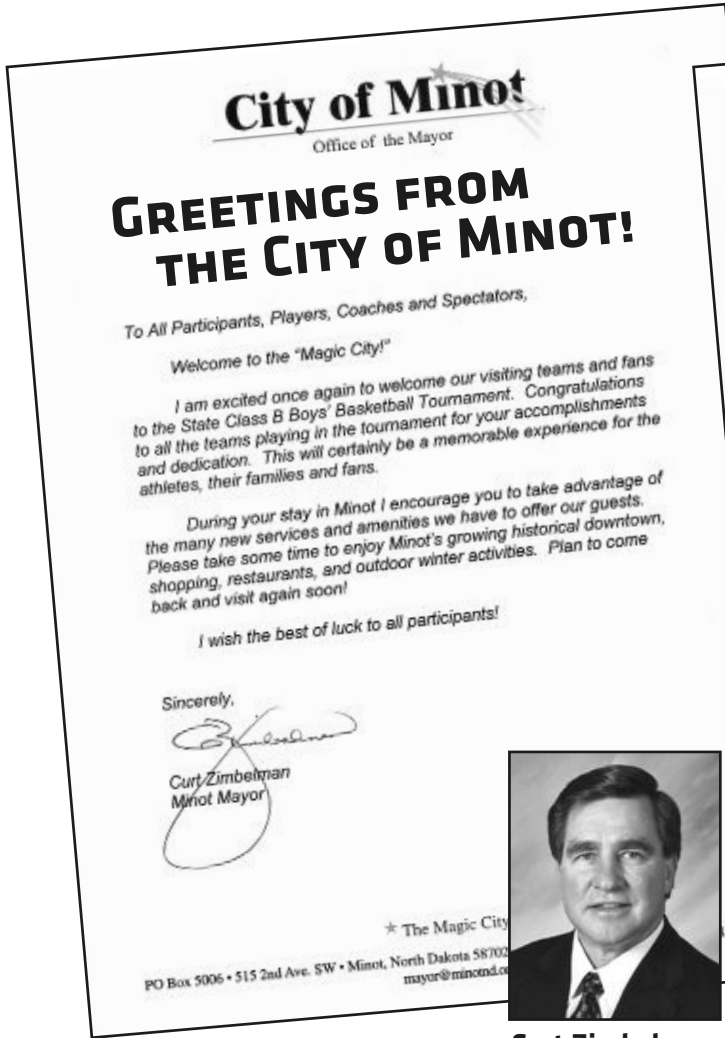 City of Minot
Office of the Mayor
GREETINGS FROM
THE CITY OF MINOT!
To All Participants, Players, Coaches and Spectators,
Welcome to the "Magic City!"
I am excited once again to welcome our visiting teams and fans
to the State Class B Boys' Basketball Tournament. Congratulations
to all the teams playing in the tournament for your accomplishments
and dedication. This will certainly be a memorable experience for the
athletes, their families and fans.
During your stay in Minot I encourage you to take advantage of
the many new services and amenities we have to offer our guests.
Please take some time to enjoy Minot's growing historical downtown,
shopping, restaurants, and outdoor winter activities. Plan to come
back and visit again soon!
I wish the best of luck to all participants!
Sincerely,
Curt Zimbelman
Minot Mayor
★ The Magic City
PO Box 5006 • 515 2nd Ave. SW • Minot, North Dakota 58702
mayor@minotnd.o